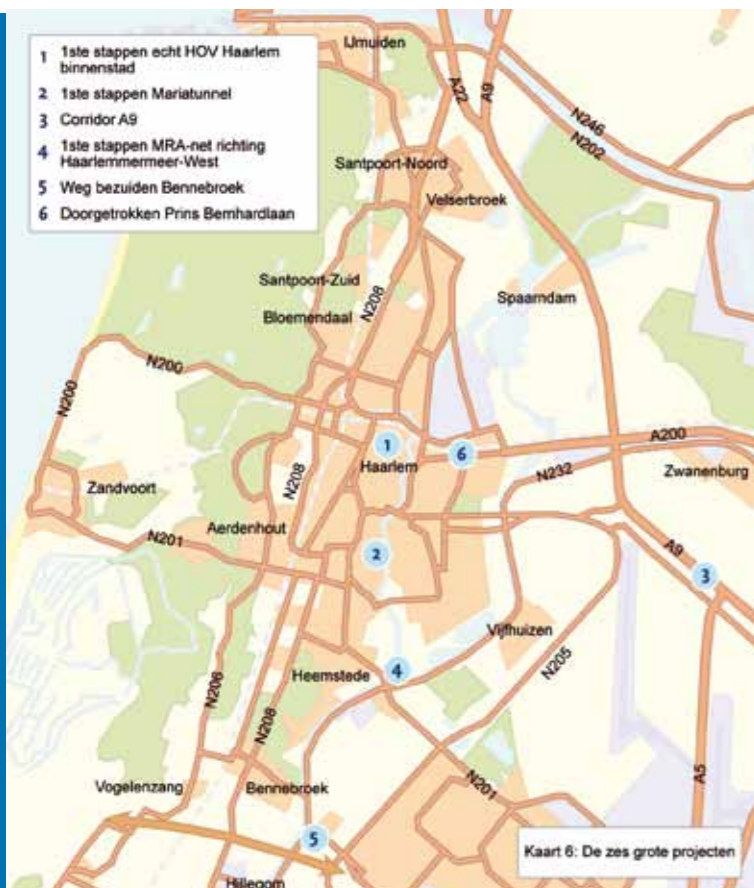 1 1ste stappen echt HOV Haarlem
binnenstad
2 1ste stappen Mariatunnel
3 Corridor A9
4 1ste stappen MRA-net richting
Haarlemmermeer-West
5 Weg bezuiden Bennebroek
6 Doorgetrokken Prins Bernhardlaan
IJmuiden
A22
A9
N246
N202
Santpoort-Noord
Velserbroek
Santpoort-Zuid
Bloemendaal
N208
Spaarndam
N200
N200
1
Haarlem
6
A200
N232
Zwanenburg
Zandvoort
N208
Aerdenhout
N201
2
A9
3
Vijfhuizen
N205
Heemstede
4
N206
N208
N201
A5
Vogelenzang
Bennebroek
5
Hillegom
Kaart 6: De zes grote projecten